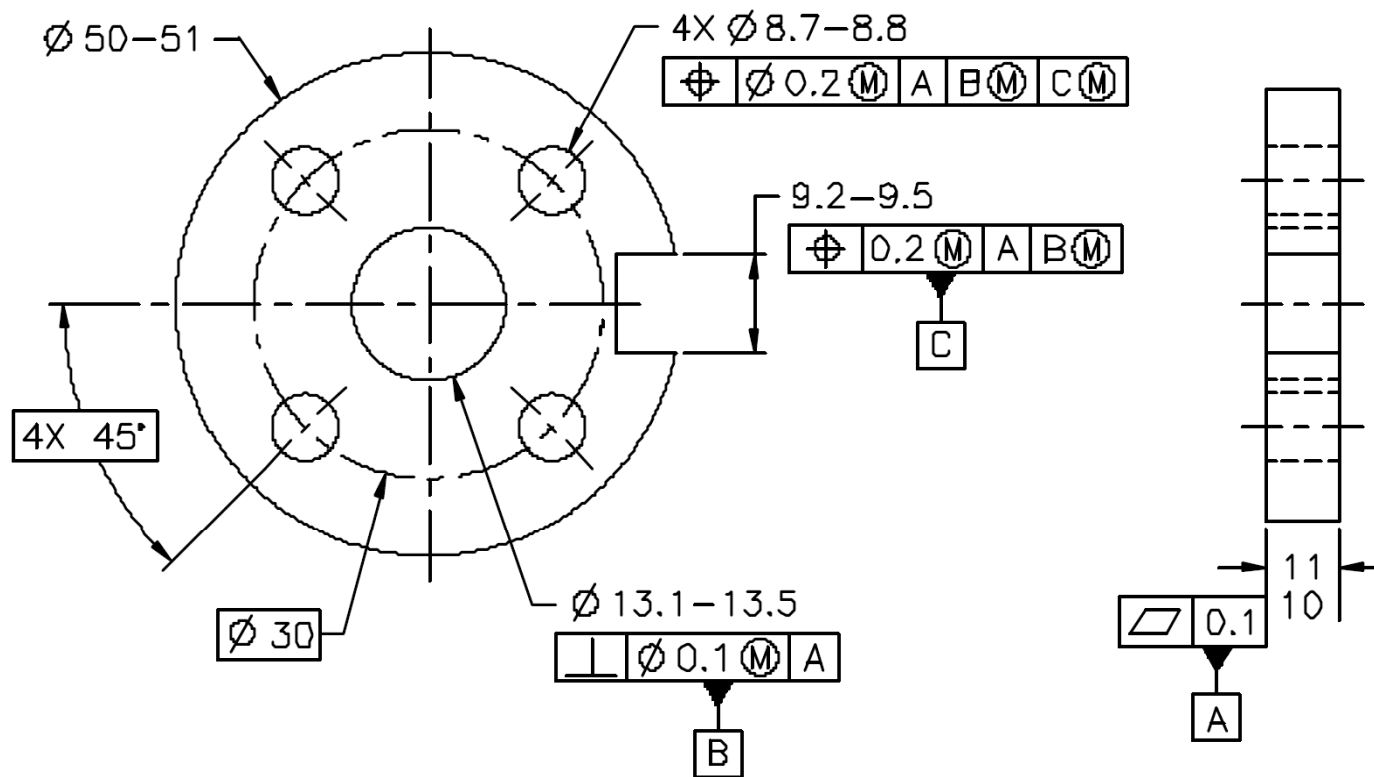 ⌀ 50-51
4X ⌀ 8.7-8.8
⌖ ⌀ 0.2 Ⓜ A B Ⓜ C Ⓜ
9.2-9.5
⌖ 0.2 Ⓜ A B Ⓜ
C
4X 45°
⌀ 30
⌀ 13.1-13.5
⟂ ⌀ 0.1 Ⓜ A
B
11
10
⏥ 0.1
A